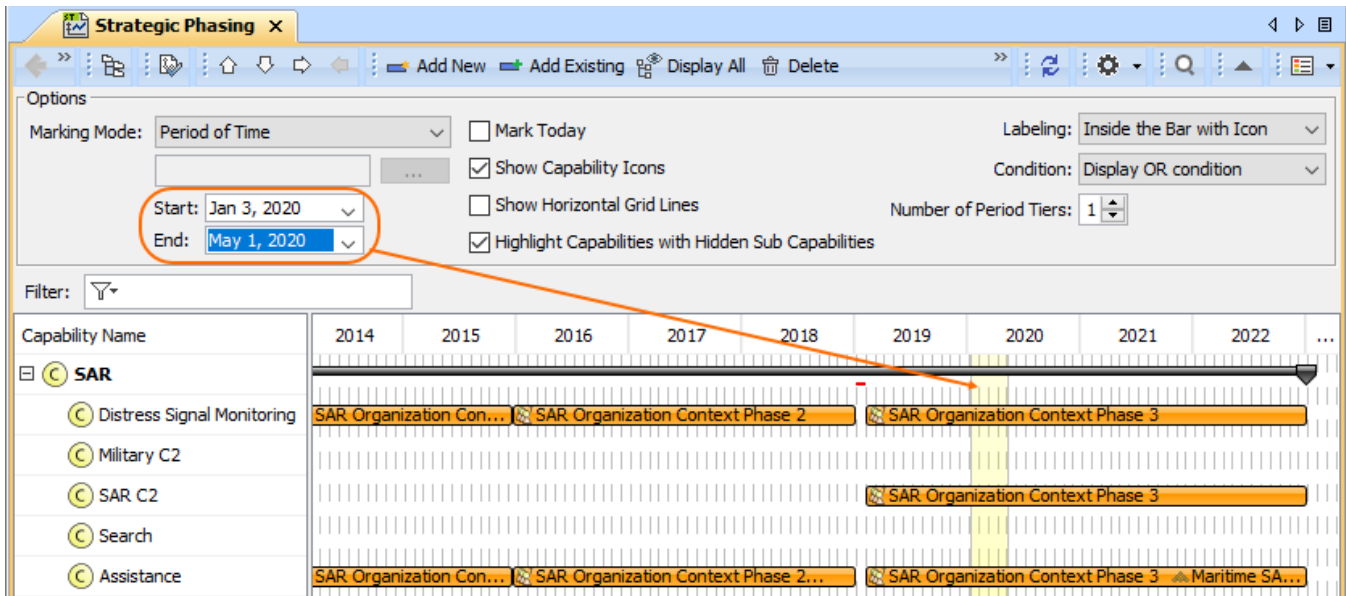 Strategic Phasing X
Add New Add Existing Display All Delete
Options
Marking Mode: Period of Time Mark Today Labeling: Inside the Bar with Icon
... Show Capability Icons Condition: Display OR condition
Start: Jan 3, 2020 Show Horizontal Grid Lines Number of Period Tiers: 1
End: May 1, 2020 Highlight Capabilities with Hidden Sub Capabilities
Filter:
Capability Name 2014 2015 2016 2017 2018 2019 2020 2021 2022 ...
C SAR
C Distress Signal Monitoring SAR Organization Con... SAR Organization Context Phase 2 SAR Organization Context Phase 3
C Military C2
C SAR C2 SAR Organization Context Phase 3
C Search
C Assistance SAR Organization Con... SAR Organization Context Phase 2... SAR Organization Context Phase 3 Maritime SA...